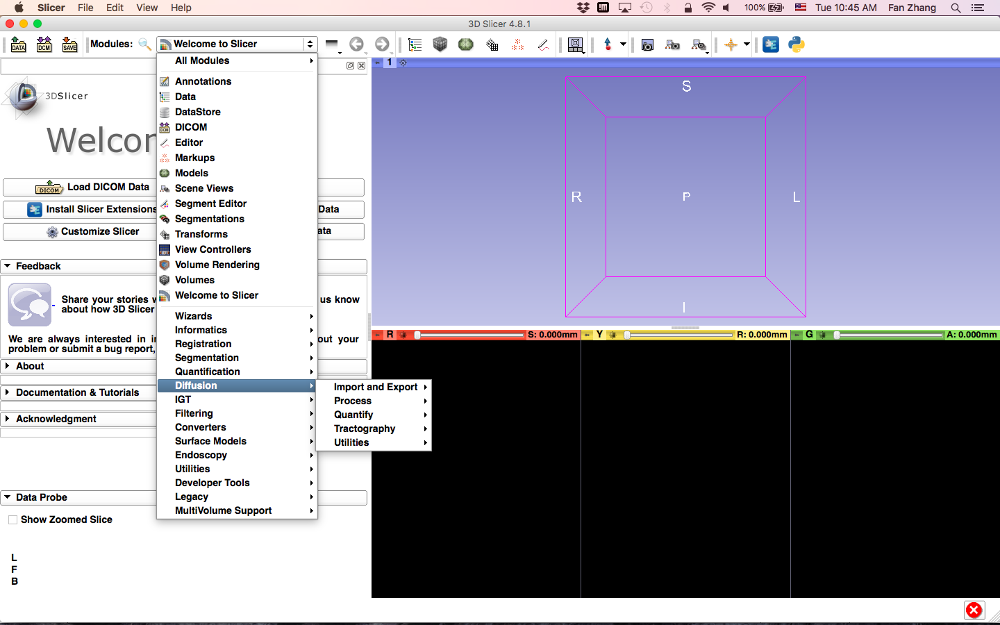 Slicer File Edit View Help 100% Tue 10:45 AM Fan Zhang
3D Slicer 4.8.1
DATA DCM SAVE Modules: Welcome to Slicer
All Modules
Annotations
Data
DataStore
DICOM
Editor
Markups
Models
Scene Views
Segment Editor
Segmentations
Transforms
View Controllers
Volume Rendering
Volumes
Welcome to Slicer
Wizards
Informatics
Registration
Segmentation
Quantification
Diffusion
IGT
Filtering
Converters
Surface Models
Endoscopy
Utilities
Developer Tools
Legacy
MultiVolume Support
Import and Export
Process
Quantify
Tractography
Utilities
3DSlicer
Welcom
DICOM Load DICOM Data
Install Slicer Extensions Data
Customize Slicer ata
Feedback
Share your stories us know
about how 3D Slicer
We are always interested in out your
problem or submit a bug report,
About
Documentation & Tutorials
Acknowledgment
Data Probe
Show Zoomed Slice
L
F
B
1
S
R P L
I
R S: 0.000mm Y R: 0.000mm G A: 0.000mm